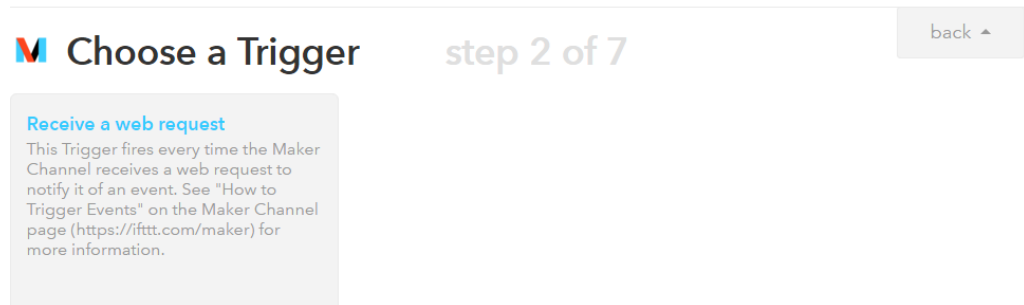 Choose a Trigger step 2 of 7
back
Receive a web request
This Trigger fires every time the Maker
Channel receives a web request to
notify it of an event. See "How to
Trigger Events" on the Maker Channel
page (https://ifttt.com/maker) for
more information.